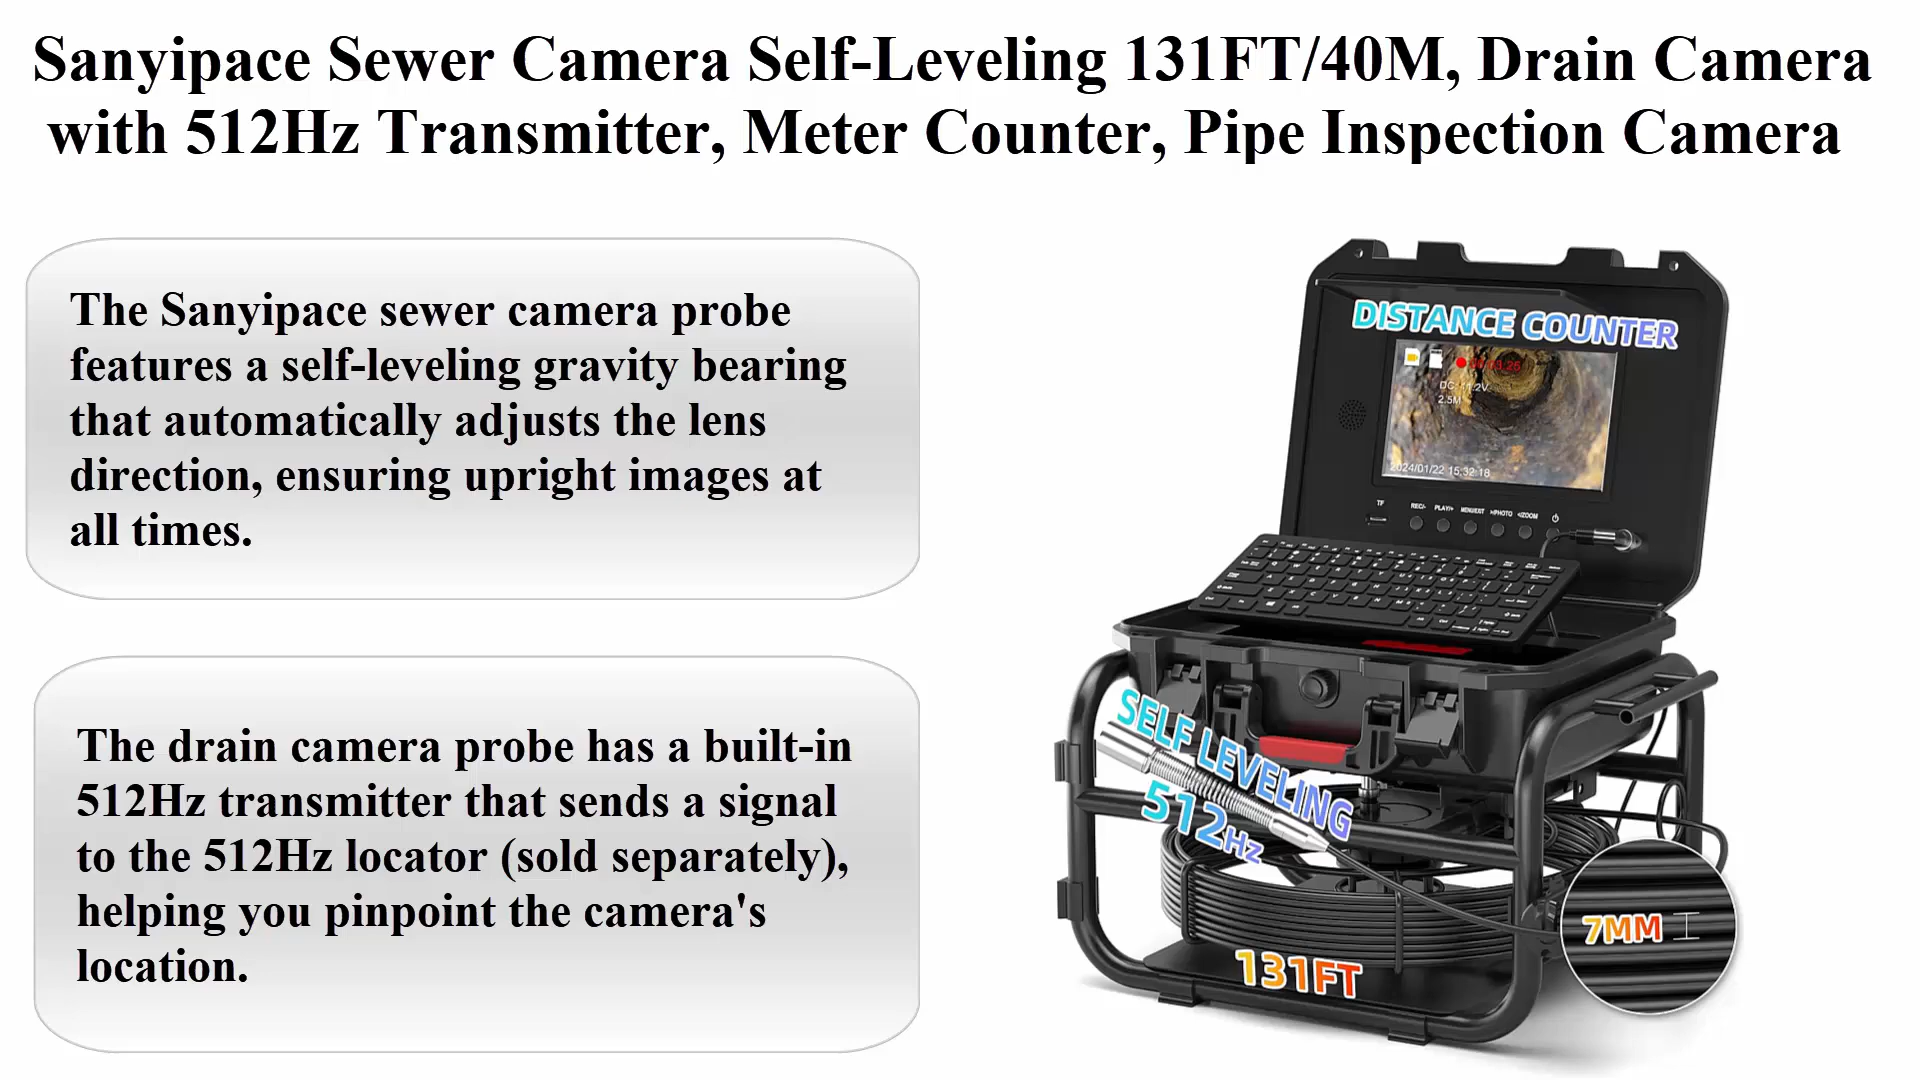 Sanyipace Sewer Camera Self-Leveling 131FT/40M, Drain Camera
with 512Hz Transmitter, Meter Counter, Pipe Inspection Camera
The Sanyipace sewer camera probe
features a self-leveling gravity bearing
that automatically adjusts the lens
direction, ensuring upright images at
all times.
The drain camera probe has a built-in
512Hz transmitter that sends a signal
to the 512Hz locator (sold separately),
helping you pinpoint the camera's
location.
DISTANCE COUNTER
2.5M
2024/01/22 15:32:18
TF REC/- PLAY/+ MENU/EXIT >/PHOTO </ZOOM
SELF LEVELING
512Hz
7MM
131FT